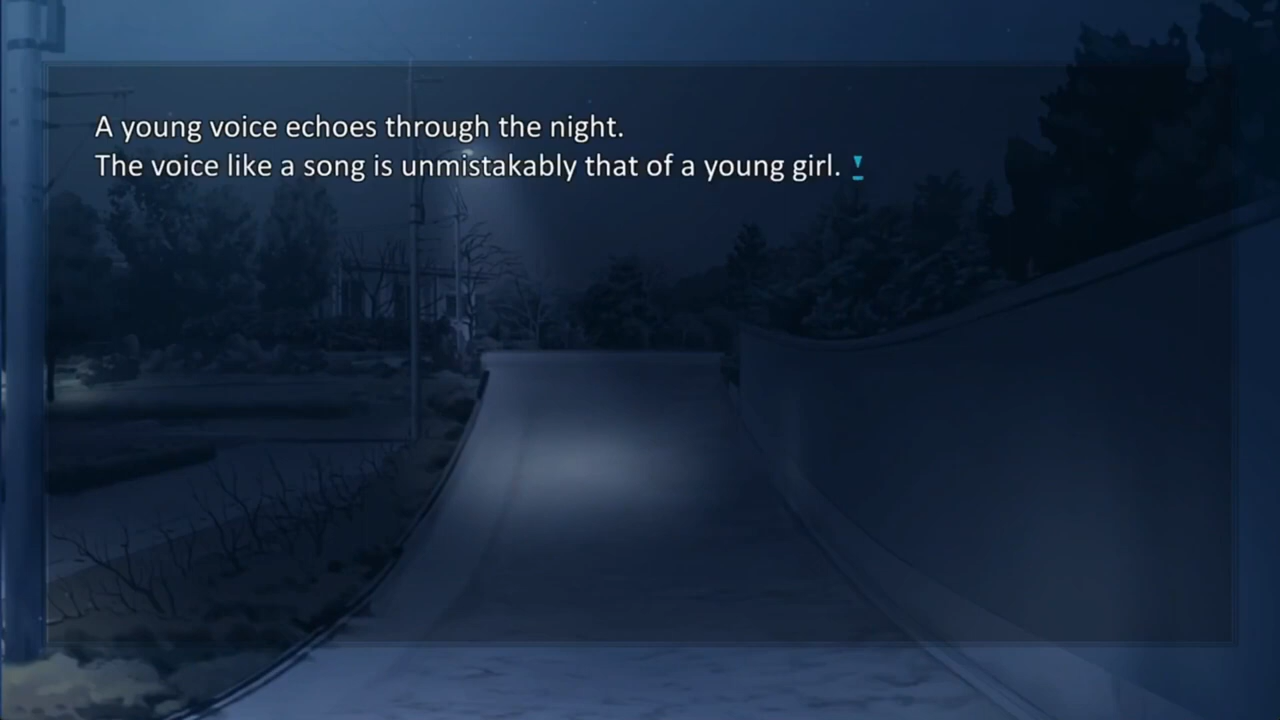 A young voice echoes through the night.
The voice like a song is unmistakably that of a young girl.